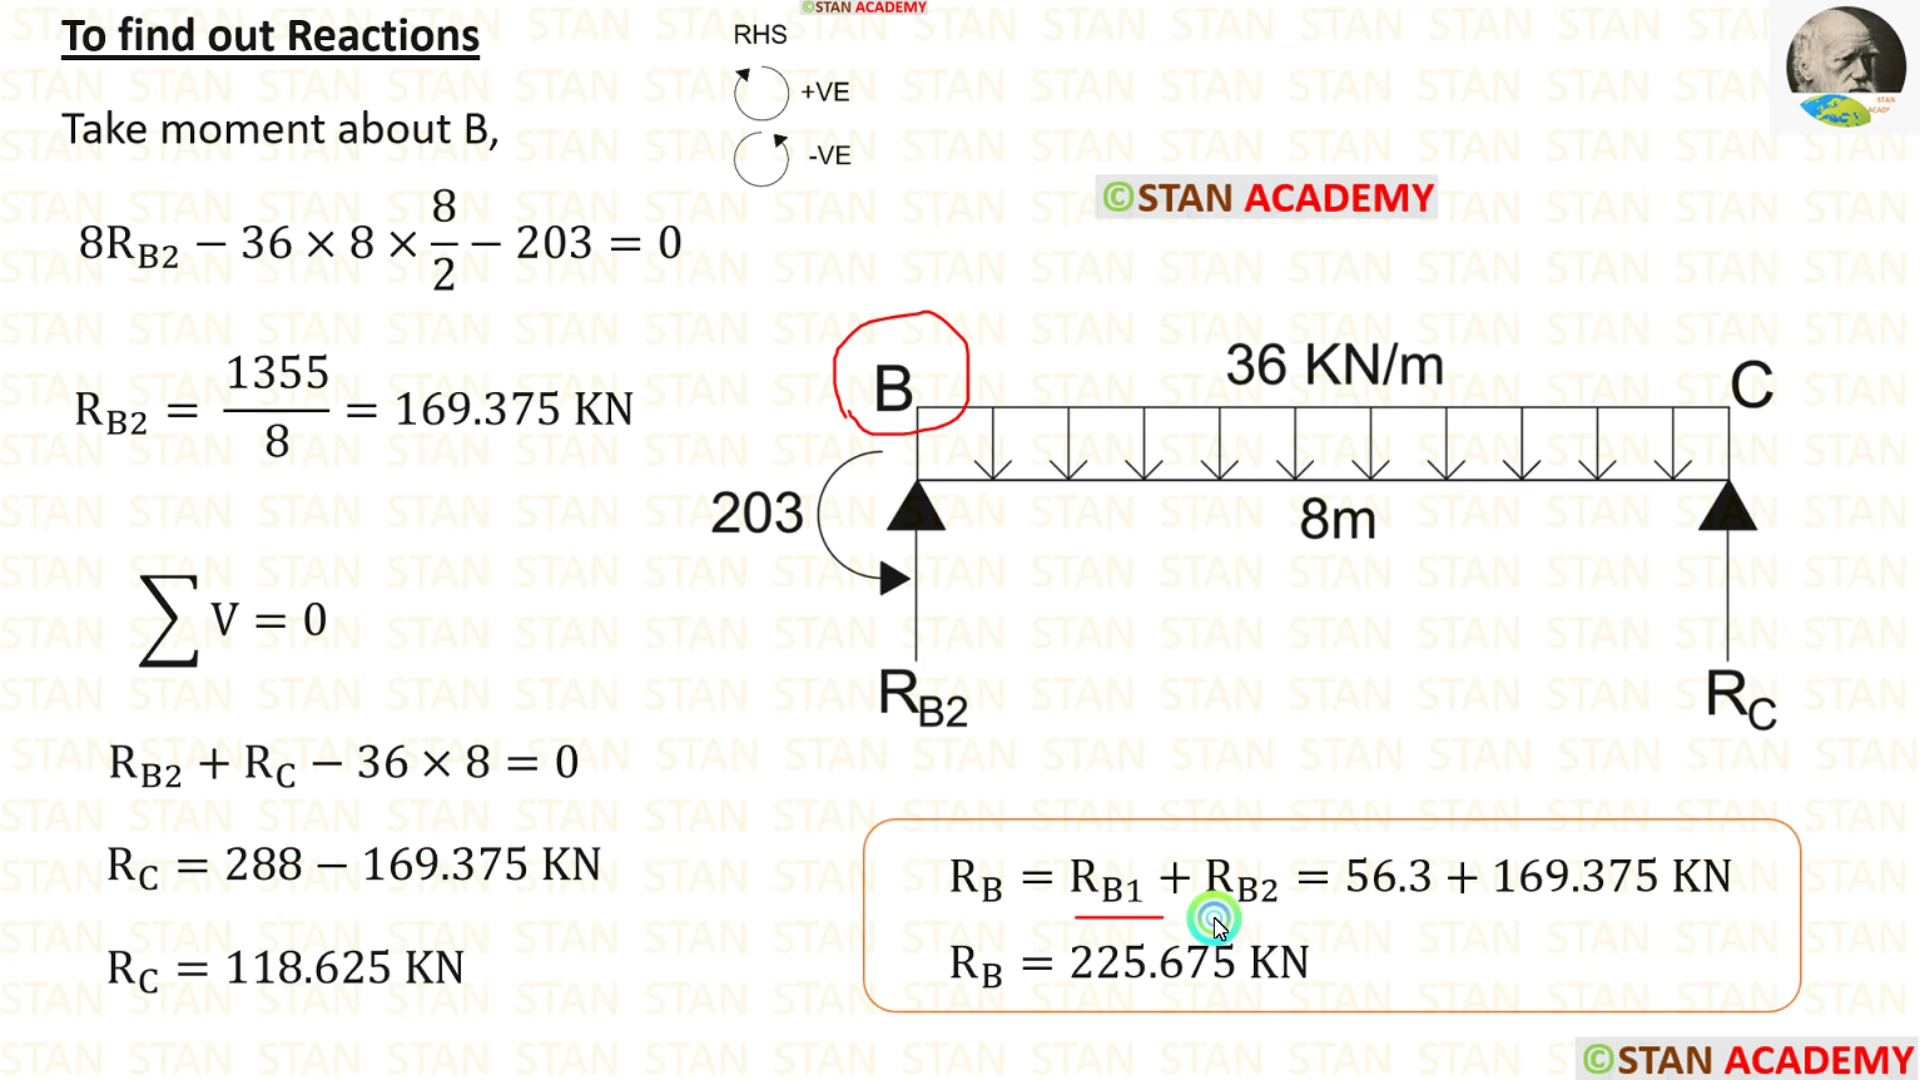 ©STAN ACADEMY
To find out Reactions
RHS
+VE
-VE
Take moment about B,
©STAN ACADEMY
8R_B2 − 36 × 8 × 8/2 − 203 = 0
R_B2 = 1355/8 = 169.375 KN
B
36 KN/m
C
203
8m
∑ V = 0
R_B2
R_C
R_B2 + R_C − 36 × 8 = 0
R_C = 288 − 169.375 KN
R_C = 118.625 KN
R_B = R_B1 + R_B2 = 56.3 + 169.375 KN
R_B = 225.675 KN
©STAN ACADEMY